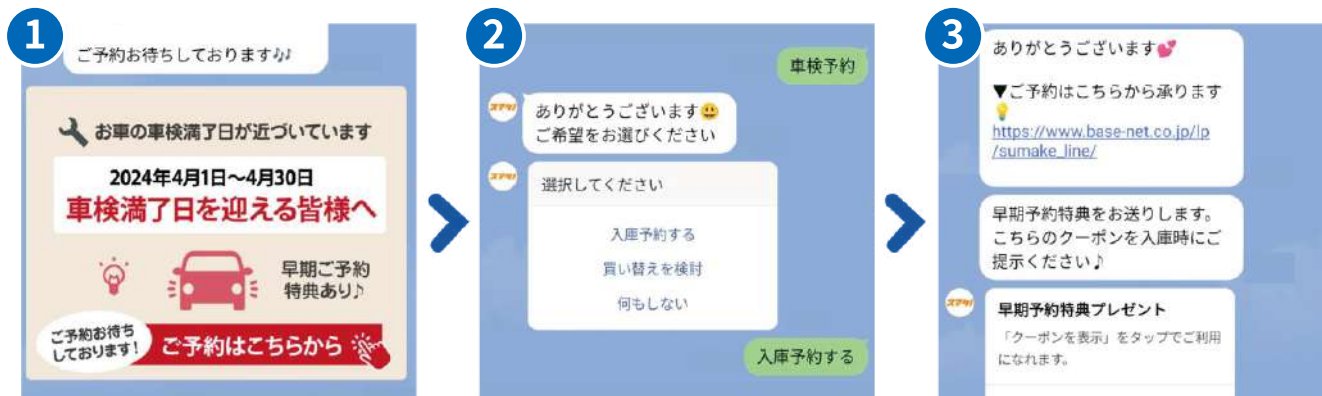 1
ご予約お待ちしております♪
お車の車検満了日が近づいています
2024年4月1日~4月30日
車検満了日を迎える皆様へ
早期ご予約
特典あり♪
ご予約お待ち
しております!
ご予約はこちらから
2
車検予約
ありがとうございます😃
ご希望をお選びください
選択してください
入庫予約する
買い替えを検討
何もしない
入庫予約する
3
ありがとうございます💕
▼ご予約はこちらから承ります
💡
https://www.base-net.co.jp/lp
/sumake_line/
早期予約特典をお送りします。
こちらのクーポンを入庫時にご
提示ください♪
早期予約特典プレゼント
「クーポンを表示」をタップでご利用
になれます。